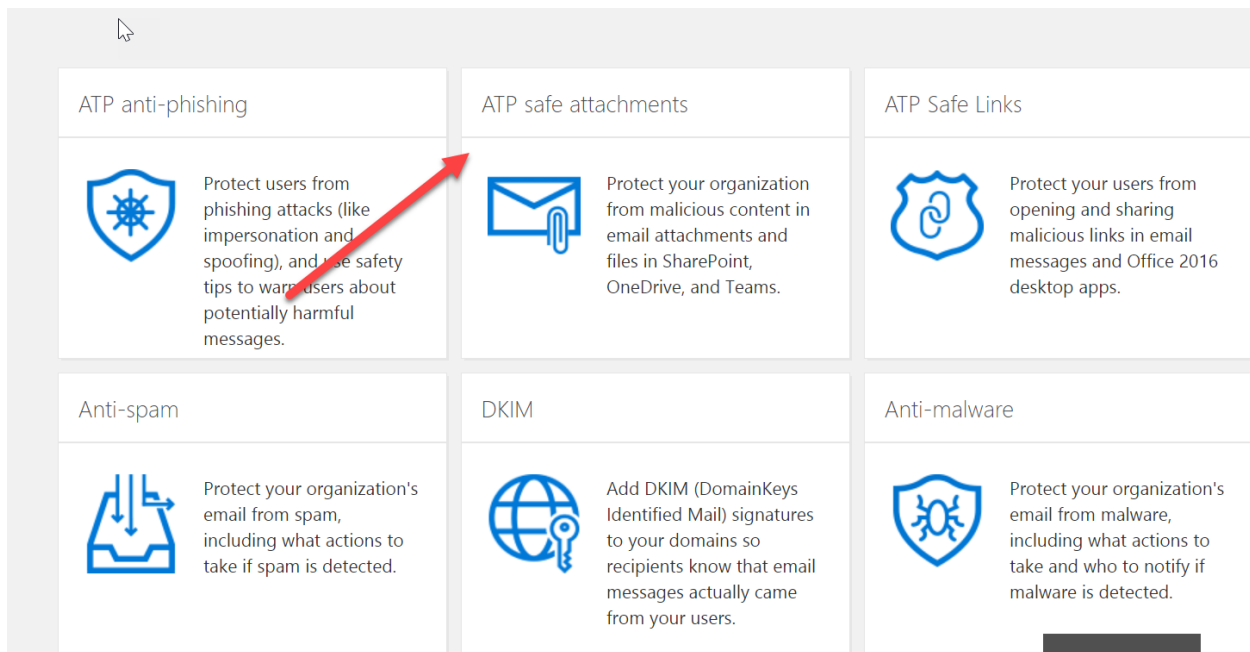 ATP anti-phishing
Protect users from
phishing attacks (like
impersonation and
spoofing), and use safety
tips to warn users about
potentially harmful
messages.
ATP safe attachments
Protect your organization
from malicious content in
email attachments and
files in SharePoint,
OneDrive, and Teams.
ATP Safe Links
Protect your users from
opening and sharing
malicious links in email
messages and Office 2016
desktop apps.
Anti-spam
Protect your organization's
email from spam,
including what actions to
take if spam is detected.
DKIM
Add DKIM (DomainKeys
Identified Mail) signatures
to your domains so
recipients know that email
messages actually came
from your users.
Anti-malware
Protect your organization's
email from malware,
including what actions to
take and who to notify if
malware is detected.